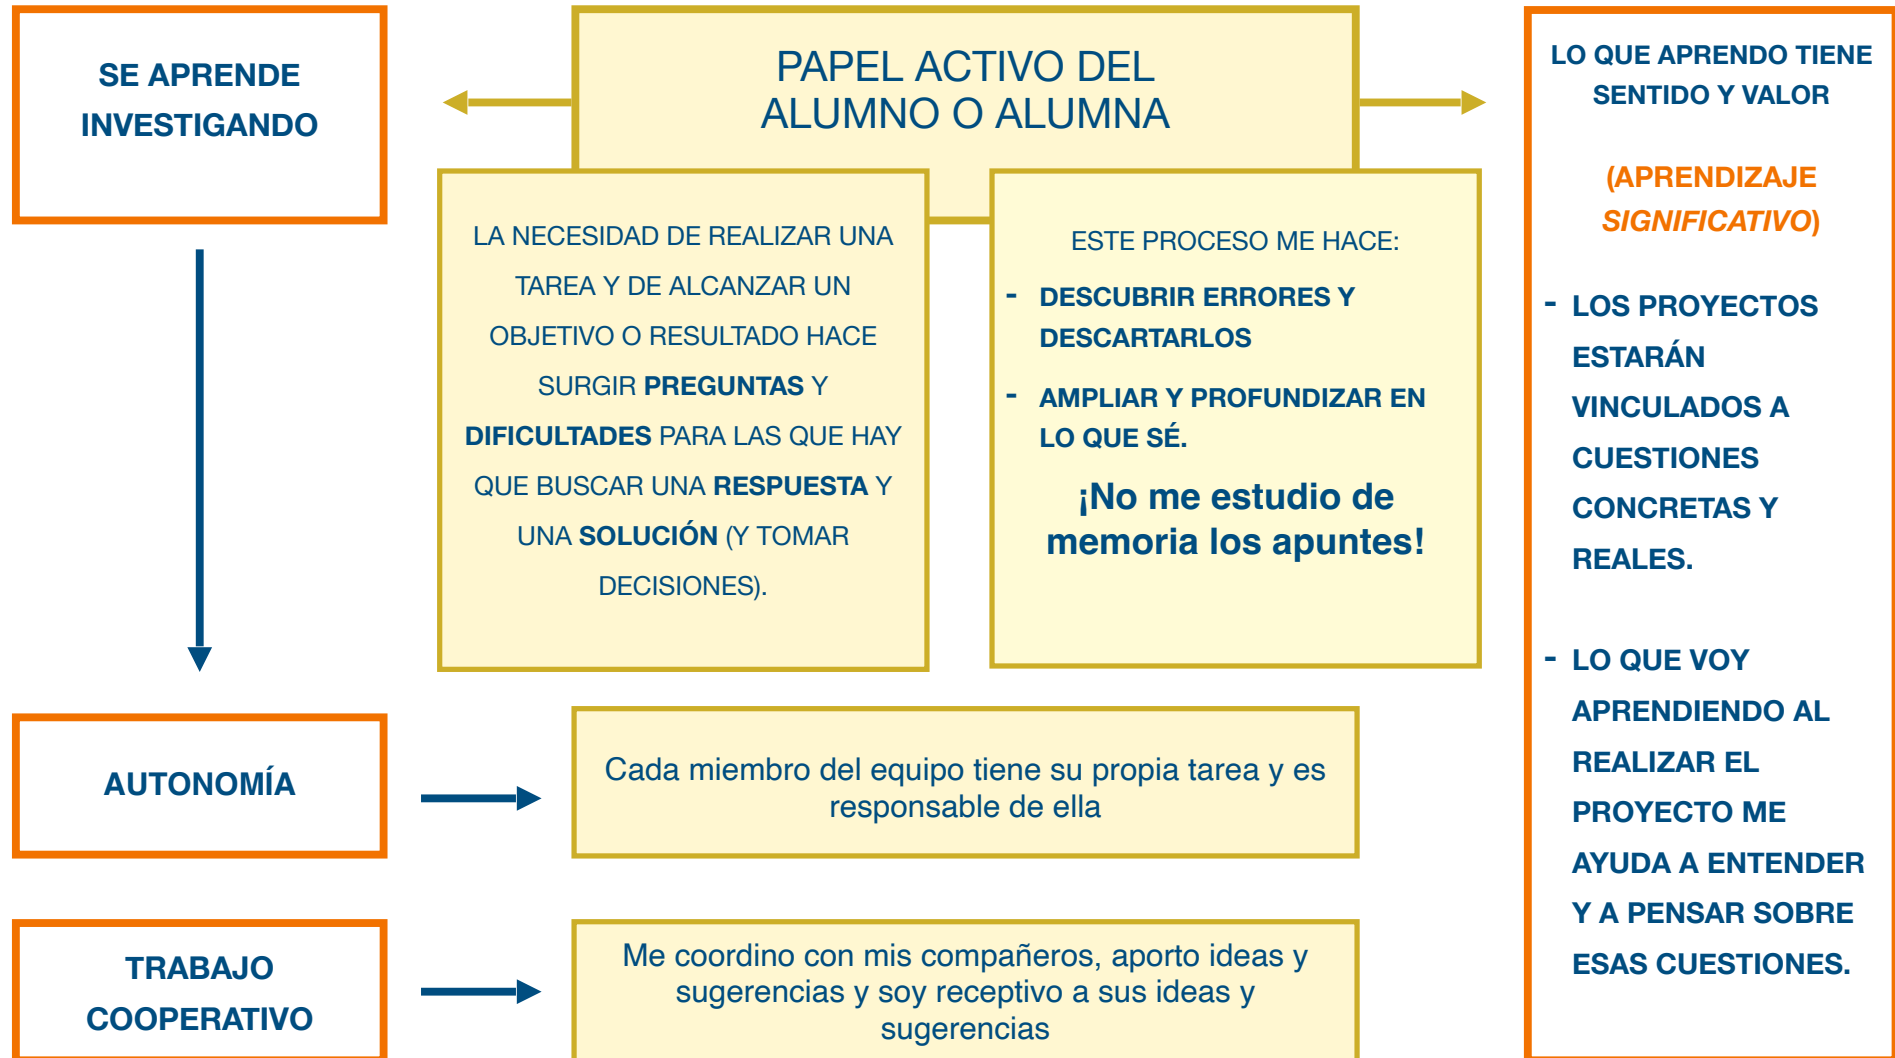 SE APRENDE
INVESTIGANDO
PAPEL ACTIVO DEL
ALUMNO O ALUMNA
LA NECESIDAD DE REALIZAR UNA
TAREA Y DE ALCANZAR UN
OBJETIVO O RESULTADO HACE
SURGIR PREGUNTAS Y
DIFICULTADES PARA LAS QUE HAY
QUE BUSCAR UNA RESPUESTA Y
UNA SOLUCIÓN (Y TOMAR
DECISIONES).
ESTE PROCESO ME HACE:
- DESCUBRIR ERRORES Y
DESCARTARLOS
- AMPLIAR Y PROFUNDIZAR EN
LO QUE SÉ.
¡No me estudio de
memoria los apuntes!
LO QUE APRENDO TIENE
SENTIDO Y VALOR
(APRENDIZAJE
SIGNIFICATIVO)
- LOS PROYECTOS
ESTARÁN
VINCULADOS A
CUESTIONES
CONCRETAS Y
REALES.
- LO QUE VOY
APRENDIENDO AL
REALIZAR EL
PROYECTO ME
AYUDA A ENTENDER
Y A PENSAR SOBRE
ESAS CUESTIONES.
AUTONOMÍA
Cada miembro del equipo tiene su propia tarea y es
responsable de ella
TRABAJO
COOPERATIVO
Me coordino con mis compañeros, aporto ideas y
sugerencias y soy receptivo a sus ideas y
sugerencias